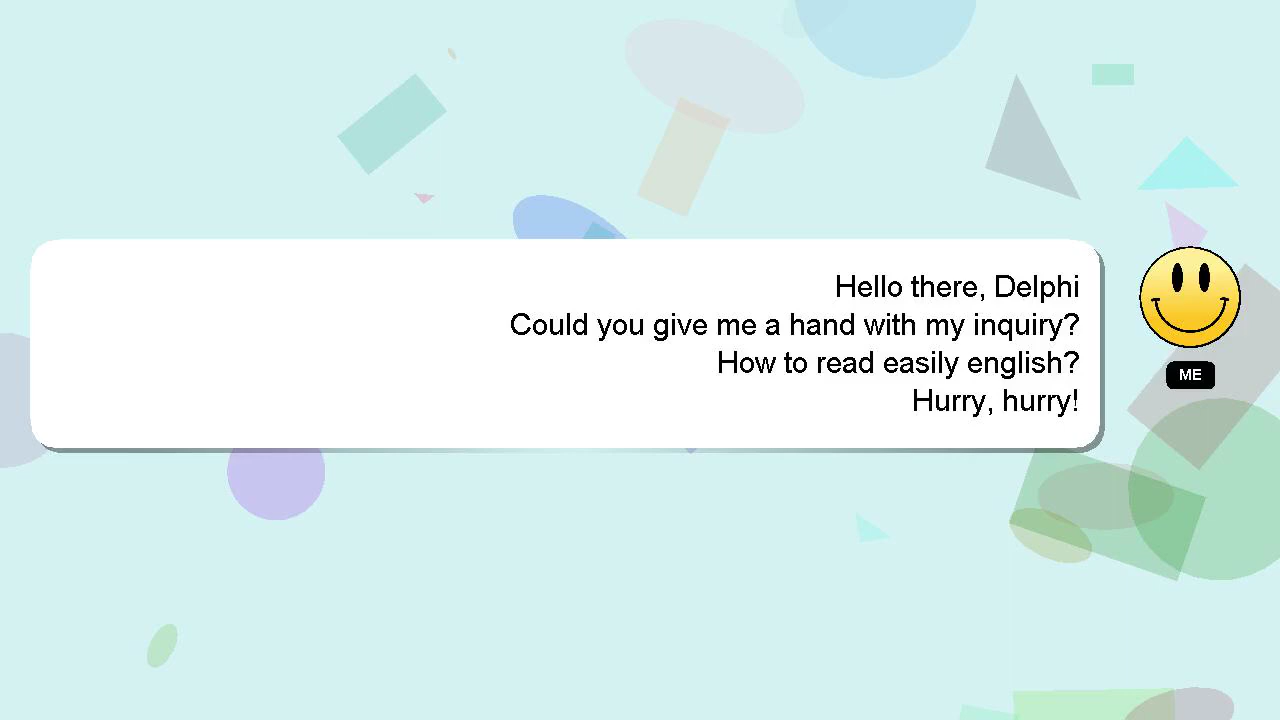 Hello there, Delphi
Could you give me a hand with my inquiry?
How to read easily english?
Hurry, hurry!
ME